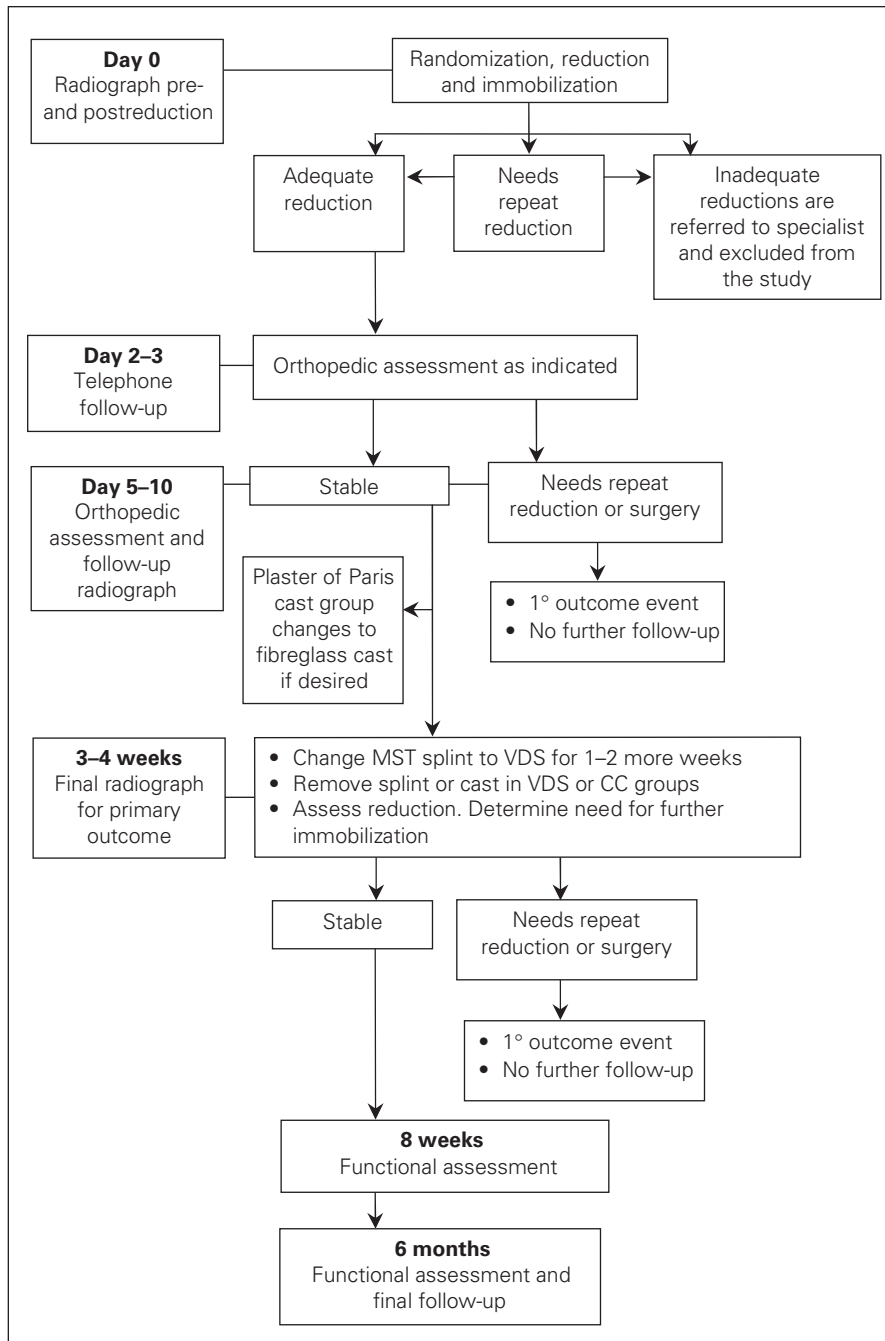 Day 0
Radiograph pre-
and postreduction
Randomization, reduction
and immobilization
Adequate
reduction
Needs
repeat
reduction
Inadequate
reductions are
referred to specialist
and excluded from
the study
Day 2–3
Telephone
follow-up
Orthopedic assessment as indicated
Day 5–10
Orthopedic
assessment and
follow-up
radiograph
Stable
Needs repeat
reduction or surgery
Plaster of Paris
cast group
changes to
fibreglass cast
if desired
• 1° outcome event
• No further follow-up
3–4 weeks
Final radiograph
for primary
outcome
• Change MST splint to VDS for 1–2 more weeks
• Remove splint or cast in VDS or CC groups
• Assess reduction. Determine need for further
immobilization
Stable
Needs repeat
reduction or surgery
• 1° outcome event
• No further follow-up
8 weeks
Functional assessment
6 months
Functional assessment and
final follow-up